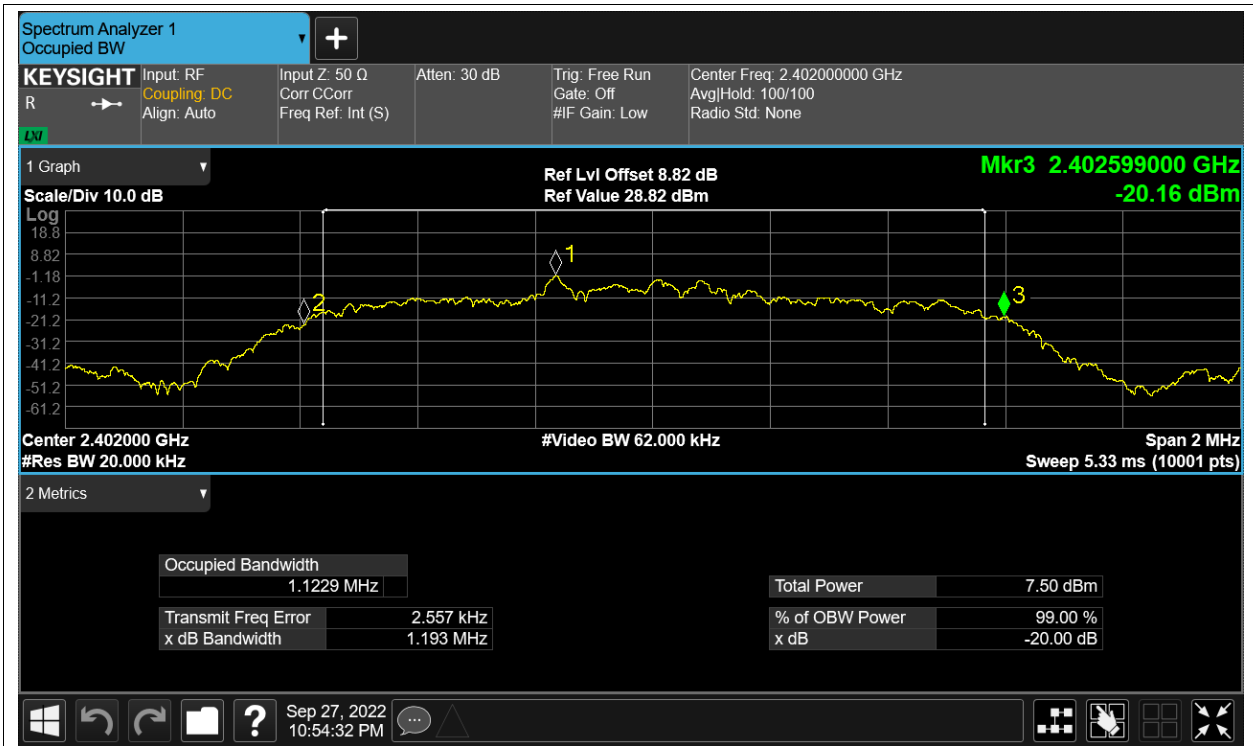 Spectrum Analyzer 1
Occupied BW
KEYSIGHT
R
LXI
Input: RF
Coupling: DC
Align: Auto
Input Z: 50 Ω
Corr CCorr
Freq Ref: Int (S)
Atten: 30 dB
Trig: Free Run
Gate: Off
#IF Gain: Low
Center Freq: 2.402000000 GHz
Avg|Hold: 100/100
Radio Std: None
1 Graph
Scale/Div 10.0 dB
Ref Lvl Offset 8.82 dB
Ref Value 28.82 dBm
Mkr3 2.402599000 GHz
-20.16 dBm
Log
18.8
8.82
-1.18
-11.2
-21.2
-31.2
-41.2
-51.2
-61.2
1
2
3
Center 2.402000 GHz
#Res BW 20.000 kHz
#Video BW 62.000 kHz
Span 2 MHz
Sweep 5.33 ms (10001 pts)
2 Metrics
Occupied Bandwidth
1.1229 MHz
Transmit Freq Error 2.557 kHz
x dB Bandwidth 1.193 MHz
Total Power 7.50 dBm
% of OBW Power 99.00 %
x dB -20.00 dB
?
Sep 27, 2022
10:54:32 PM